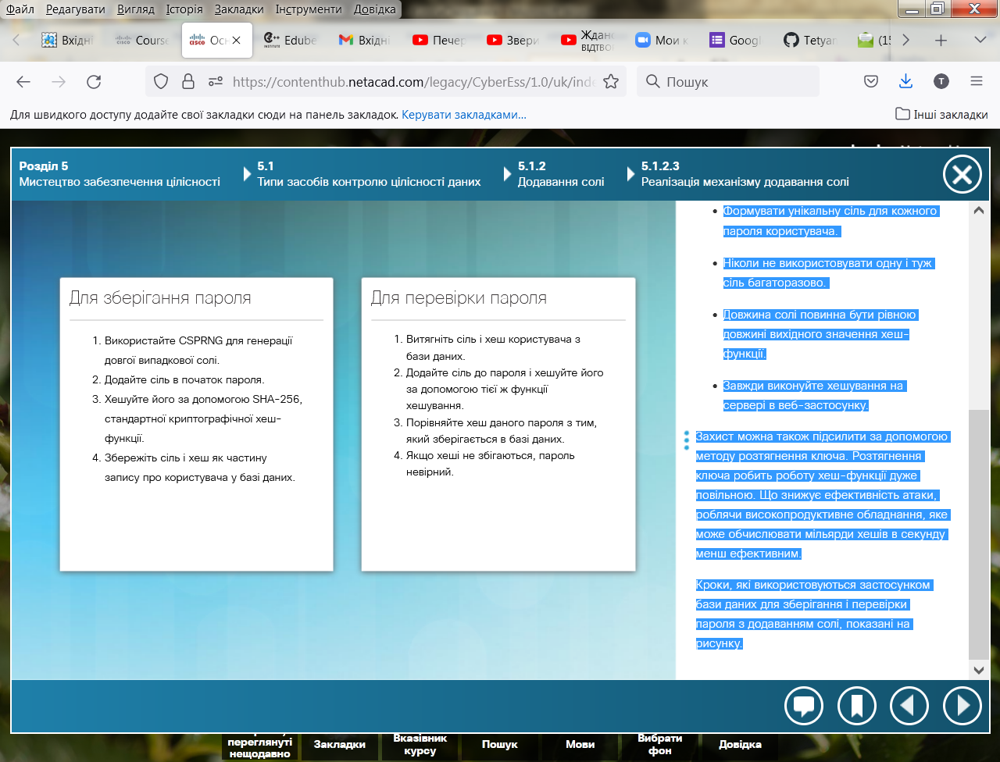 Файл Редагувати Вигляд Історія Закладки Інструменти Довідка
Вхідні Course Осн Edube Вхідні Печер Звери Ждано Мои к Googl Tetyan (15
ВІДТВО
https://contenthub.netacad.com/legacy/CyberEss/1.0/uk/inde Пошук T
Для швидкого доступу додайте свої закладки сюди на панель закладок. Керувати закладками… Інші закладки
Розділ 5 5.1 5.1.2 5.1.2.3
Мистецтво забезпечення цілісності Типи засобів контролю цілісності даних Додавання солі Реалізація механізму додавання солі
Для зберігання пароля
1. Використайте CSPRNG для генерації
довгої випадкової солі.
2. Додайте сіль в початок пароля.
3. Хешуйте його за допомогою SHA-256,
стандартної криптографічної хеш-
функції.
4. Збережіть сіль і хеш як частину
запису про користувача у базі даних.
Для перевірки пароля
1. Витягніть сіль і хеш користувача з
бази даних.
2. Додайте сіль до пароля і хешуйте його
за допомогою тієї ж функції
хешування.
3. Порівняйте хеш даного пароля з тим,
який зберігається в базі даних.
4. Якщо хеші не збігаються, пароль
невірний.
• Формувати унікальну сіль для кожного
пароля користувача.
• Ніколи не використовувати одну і туж
сіль багаторазово.
• Довжина солі повинна бути рівною
довжині вихідного значення хеш-
функції.
• Завжди виконуйте хешування на
сервері в веб-застосунку.
Захист можна також підсилити за допомогою
методу розтягнення ключа. Розтягнення
ключа робить роботу хеш-функції дуже
повільною. Що знижує ефективність атаки,
роблячи високопродуктивне обладнання, яке
може обчислювати мільярди хешів в секунду
менш ефективним.
Кроки, які використовуються застосунком
бази даних для зберігання і перевірки
пароля з додаванням солі, показані на
рисунку.
переглянуті
нещодавно
Закладки
Вказівник
курсу
Пошук
Мови
Вибрати
фон
Довідка